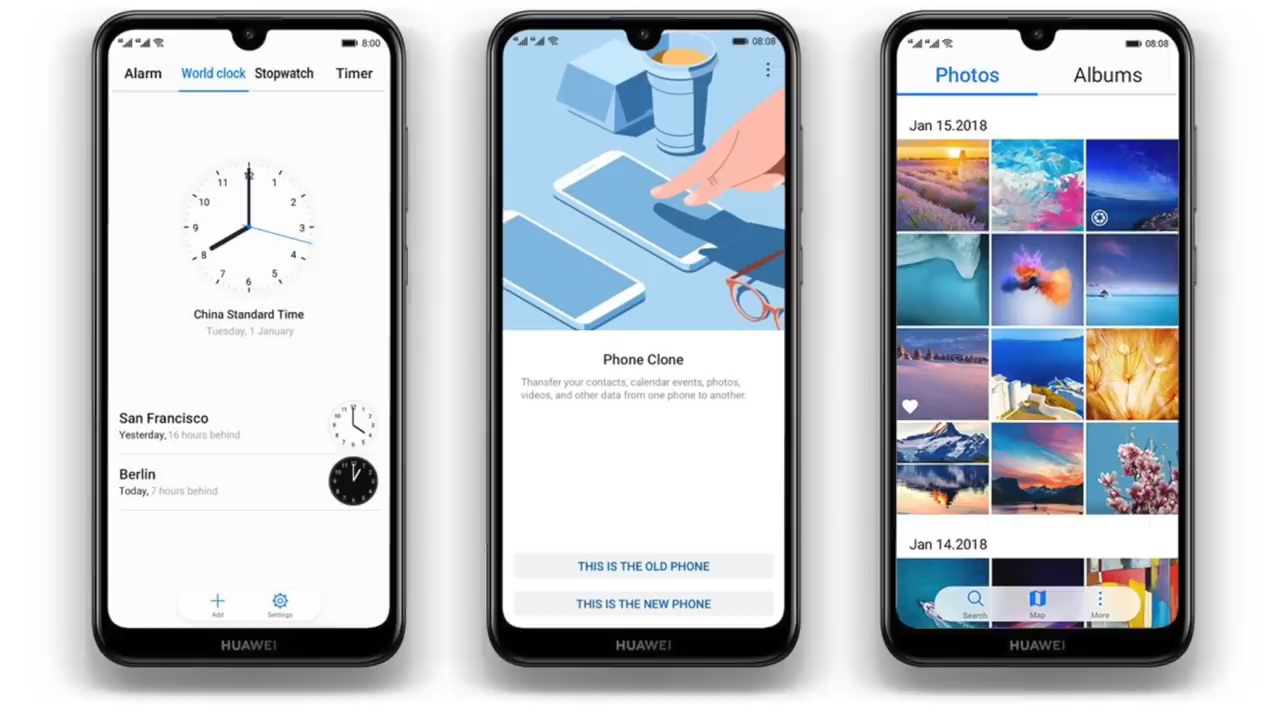 8:00
Alarm
World clock
Stopwatch
Timer
11
12
1
10
2
9
3
8
4
7
6
5
China Standard Time
Tuesday, 1 January
San Francisco
Yesterday, 16 hours behind
Berlin
Today, 7 hours behind
Add
Settings
HUAWEI
08:08
Phone Clone
Thansfer your contacts, calendar events, photos,
videos, and other data from one phone to another.
THIS IS THE OLD PHONE
THIS IS THE NEW PHONE
HUAWEI
08:08
Photos
Albums
Jan 15.2018
Jan 14.2018
Search
Map
More
HUAWEI